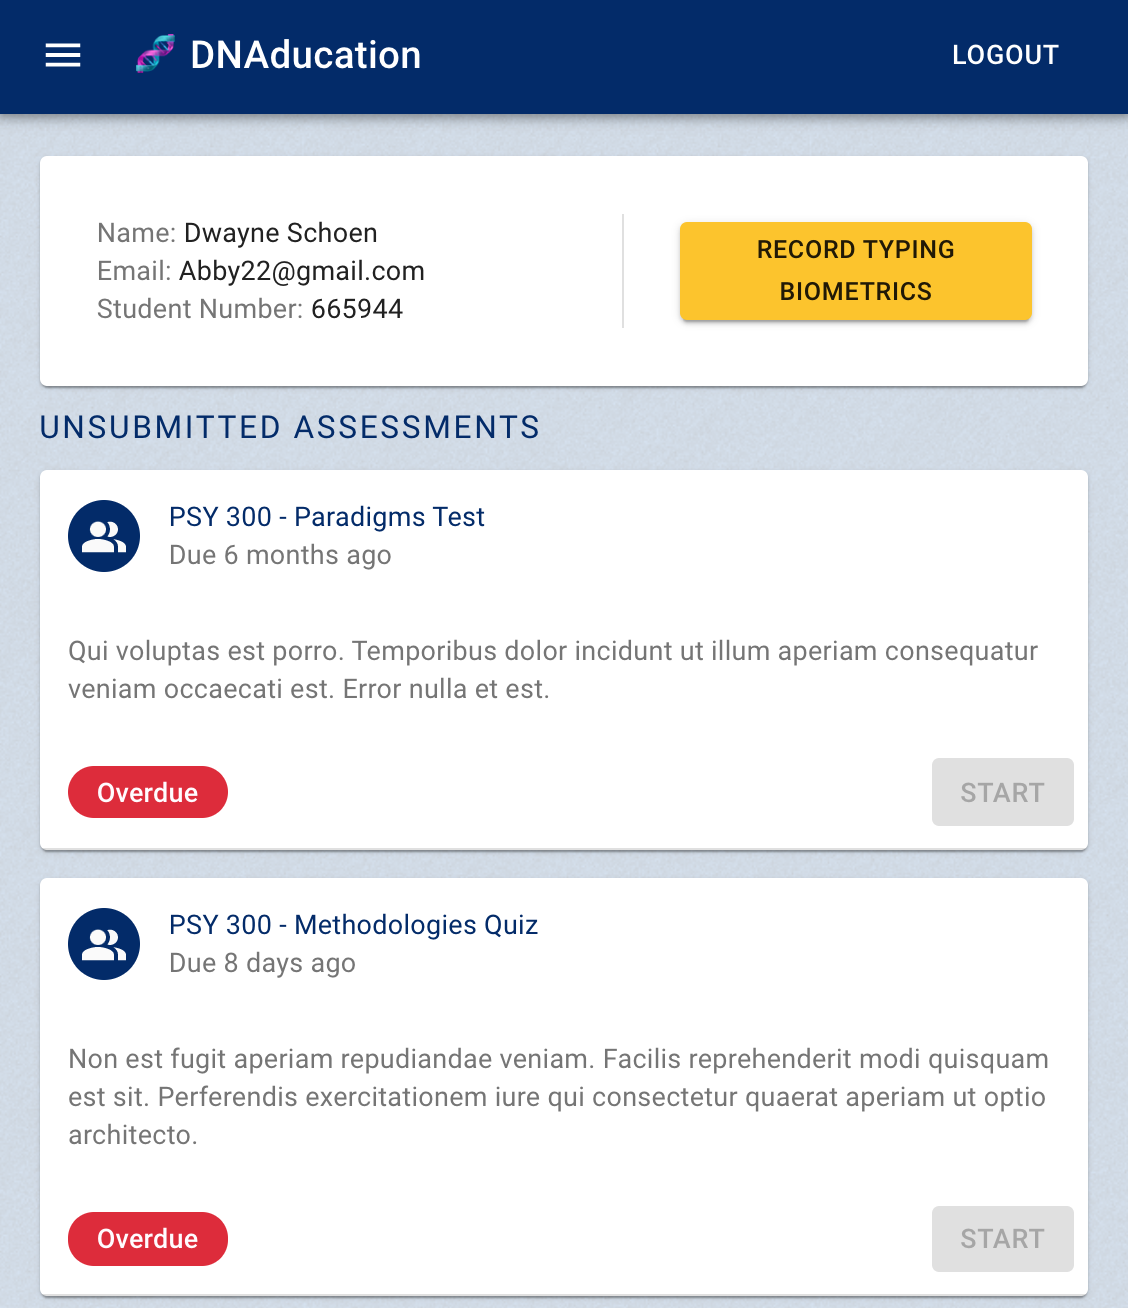 DNAducation
LOGOUT
Name: Dwayne Schoen
Email: Abby22@gmail.com
Student Number: 665944
RECORD TYPING
BIOMETRICS
UNSUBMITTED ASSESSMENTS
PSY 300 - Paradigms Test
Due 6 months ago
Qui voluptas est porro. Temporibus dolor incidunt ut illum aperiam consequatur
veniam occaecati est. Error nulla et est.
Overdue
START
PSY 300 - Methodologies Quiz
Due 8 days ago
Non est fugit aperiam repudiandae veniam. Facilis reprehenderit modi quisquam
est sit. Perferendis exercitationem iure qui consectetur quaerat aperiam ut optio
architecto.
Overdue
START